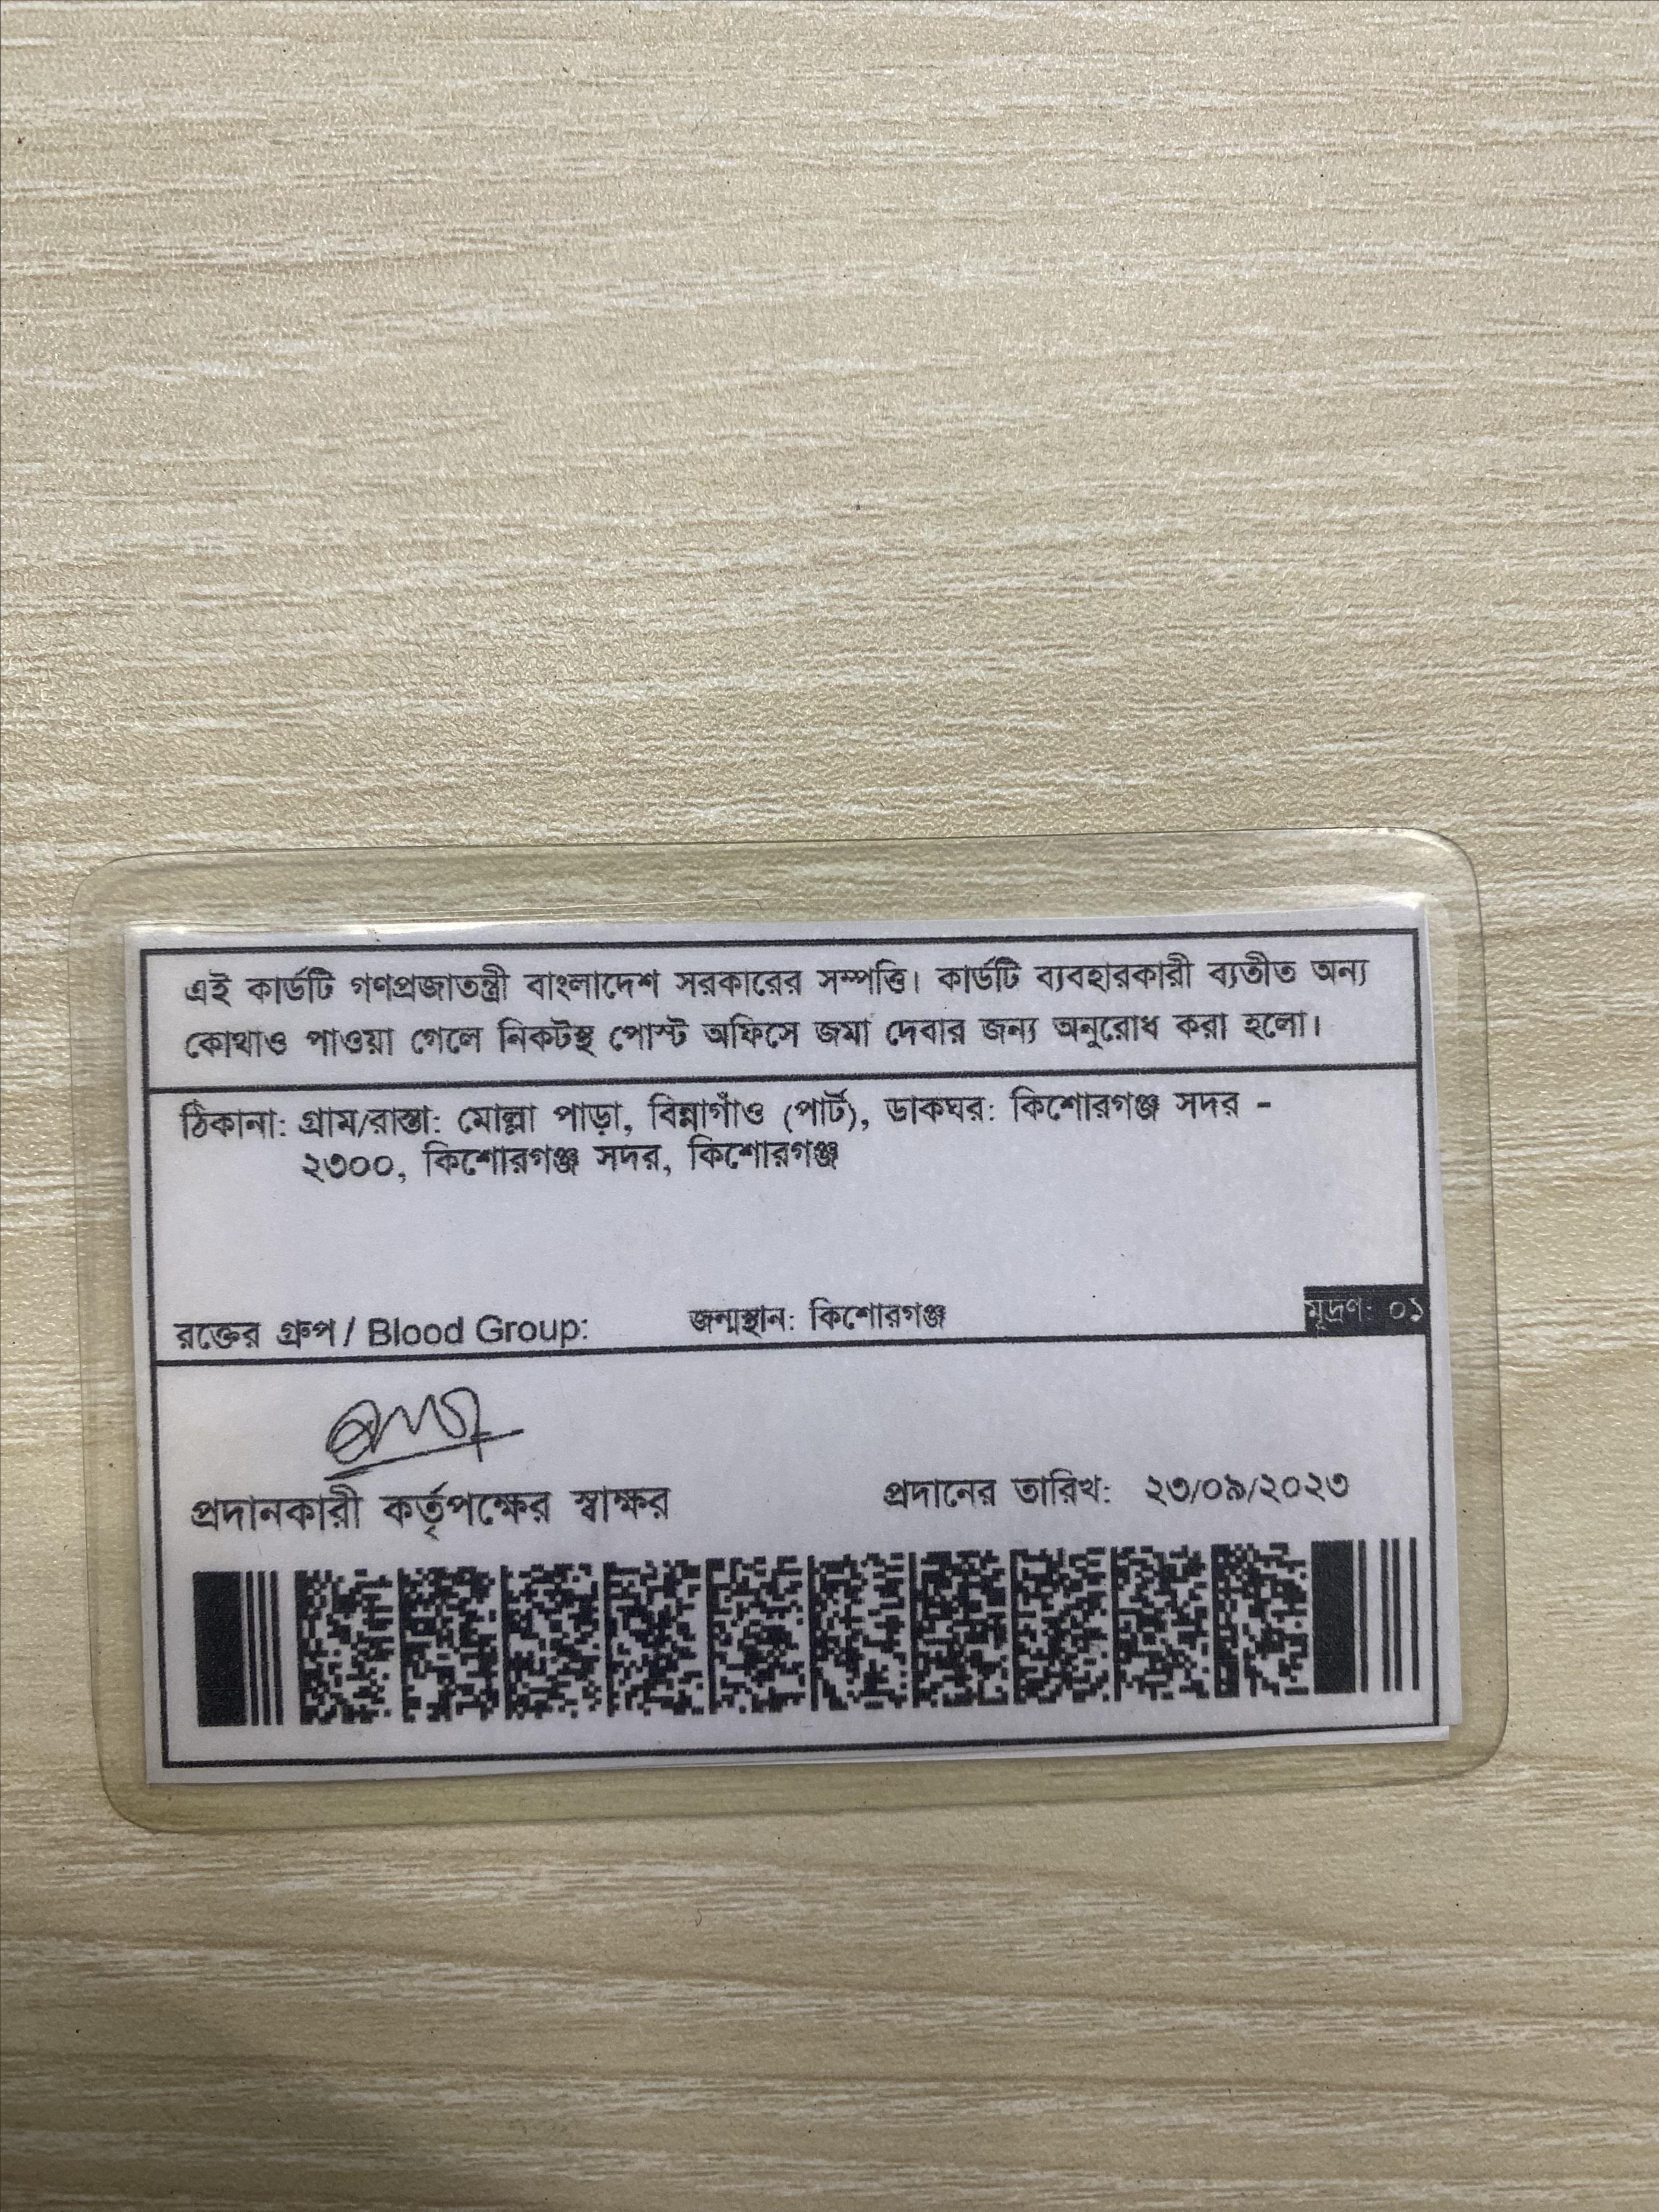 এই কার্ডটি গণপ্রজাতন্ত্রী বাংলাদেশ সরকারের সম্পত্তি। কার্ডটি ব্যবহারকারী ব্যতীত অন্য
কোথাও পাওয়া গেলে নিকটস্থ পোস্ট অফিসে জমা দেবার জন্য অনুরোধ করা হলো।
ঠিকানা: গ্রাম/রাস্তা: মোল্লা পাড়া, বিন্নাগাঁও (পার্ট), ডাকঘর: কিশোরগঞ্জ সদর -
২৩০০, কিশোরগঞ্জ সদর, কিশোরগঞ্জ
রক্তের গ্রুপ / Blood Group: জন্মস্থান: কিশোরগঞ্জ মূদ্রণ: ০১
প্রদানকারী কর্তৃপক্ষের স্বাক্ষর প্রদানের তারিখ: ২৩/০৯/২০২৩